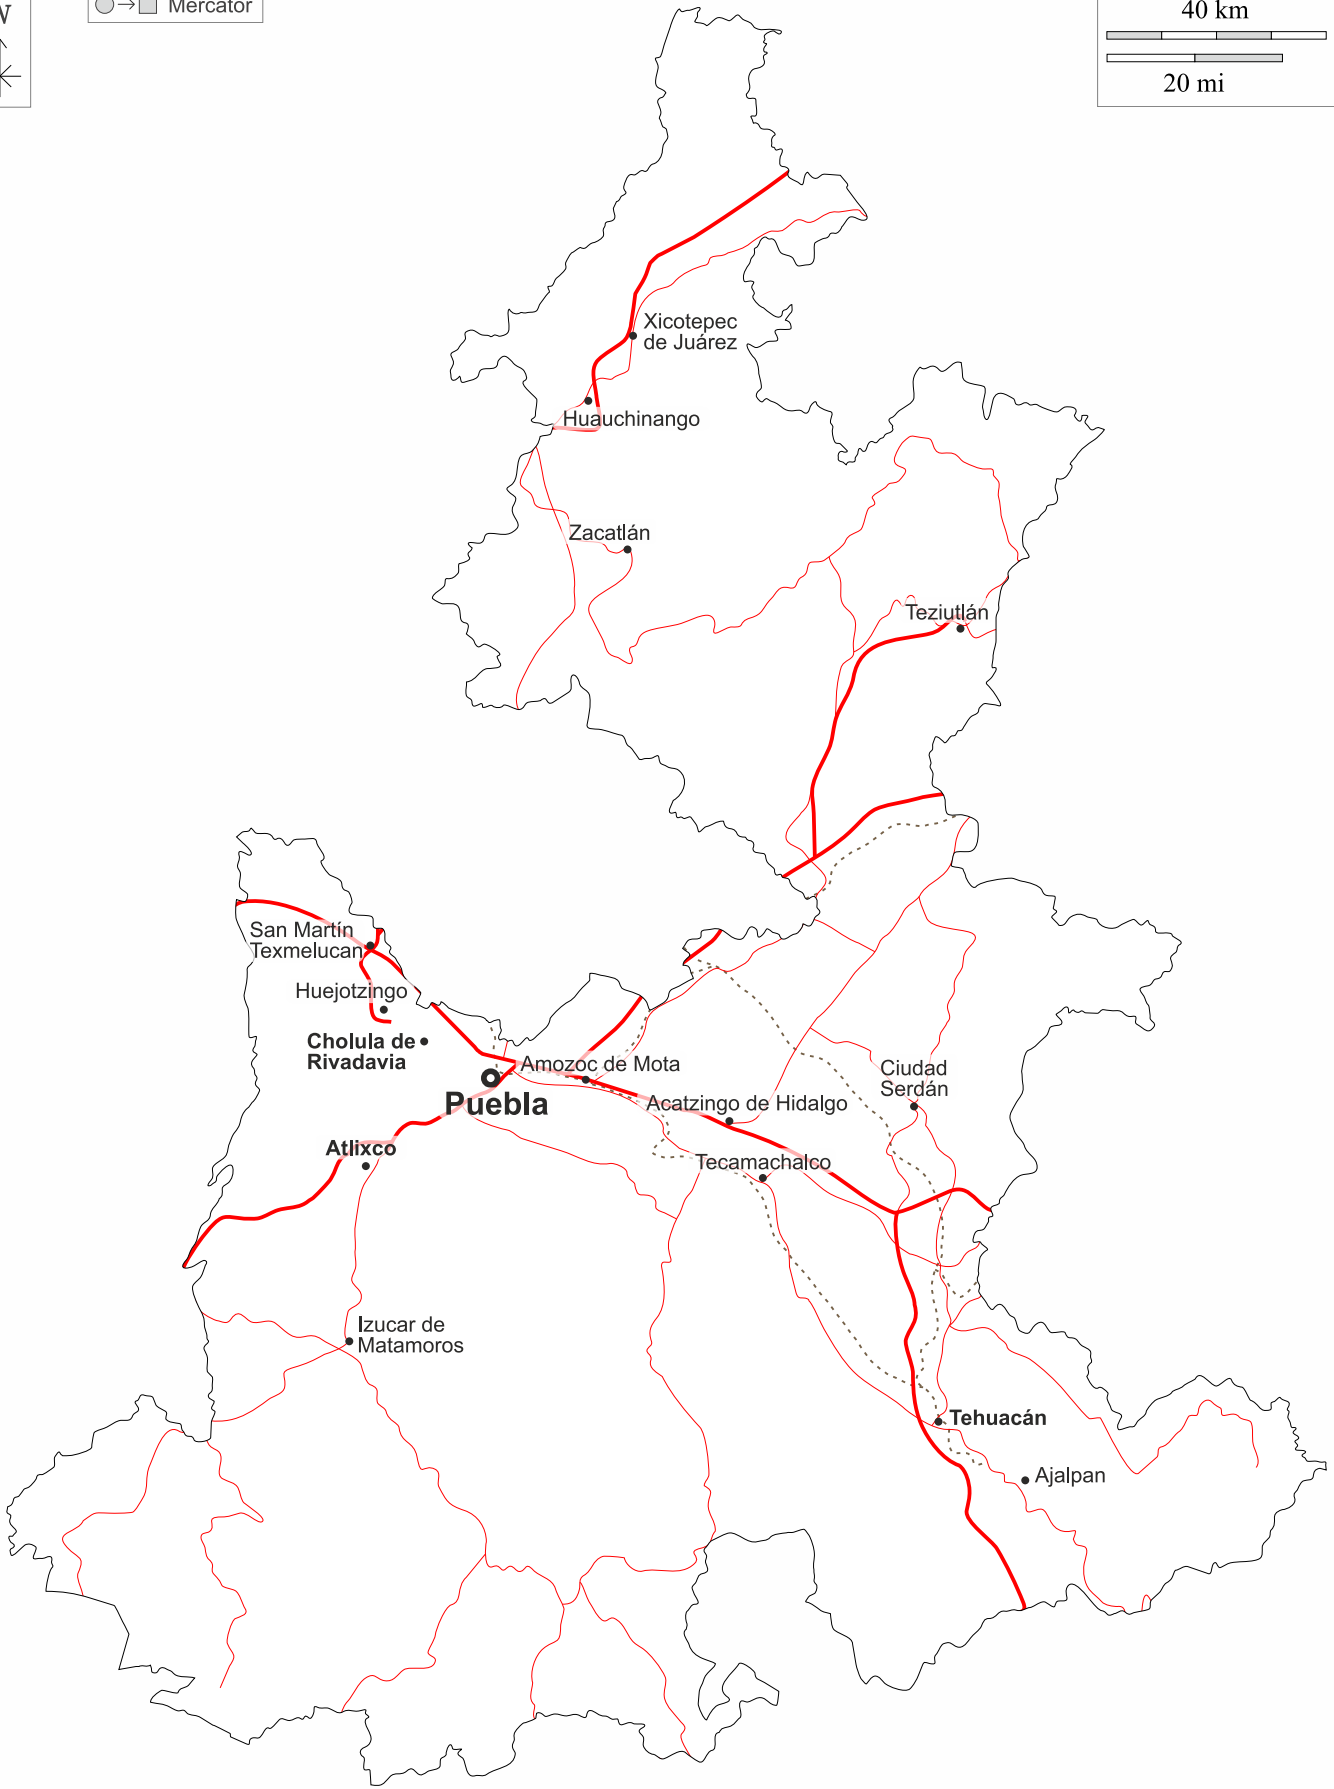 Mercator
40 km
20 mi
Xicotepec
de Juárez
Huauchinango
Zacatlán
Teziutlán
San Martín
Texmelucan
Huejotzingo
Cholula de
Rivadavia
Amozoc de Mota
Puebla
Ciudad
Serdán
Acatzingo de Hidalgo
Atlixco
Tecamachalco
Izucar de
Matamoros
Tehuacán
Ajalpan